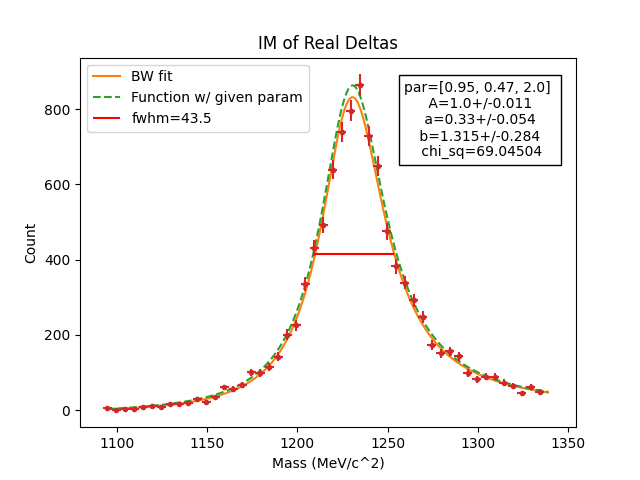 IM of Real Deltas
BW fit
Function w/ given param
fwhm=43.5
par=[0.95, 0.47, 2.0]
A=1.0+/-0.011
a=0.33+/-0.054
b=1.315+/-0.284
chi_sq=69.04504
Count
800
600
400
200
0
1100
1150
1200
1250
1300
1350
Mass (MeV/c^2)